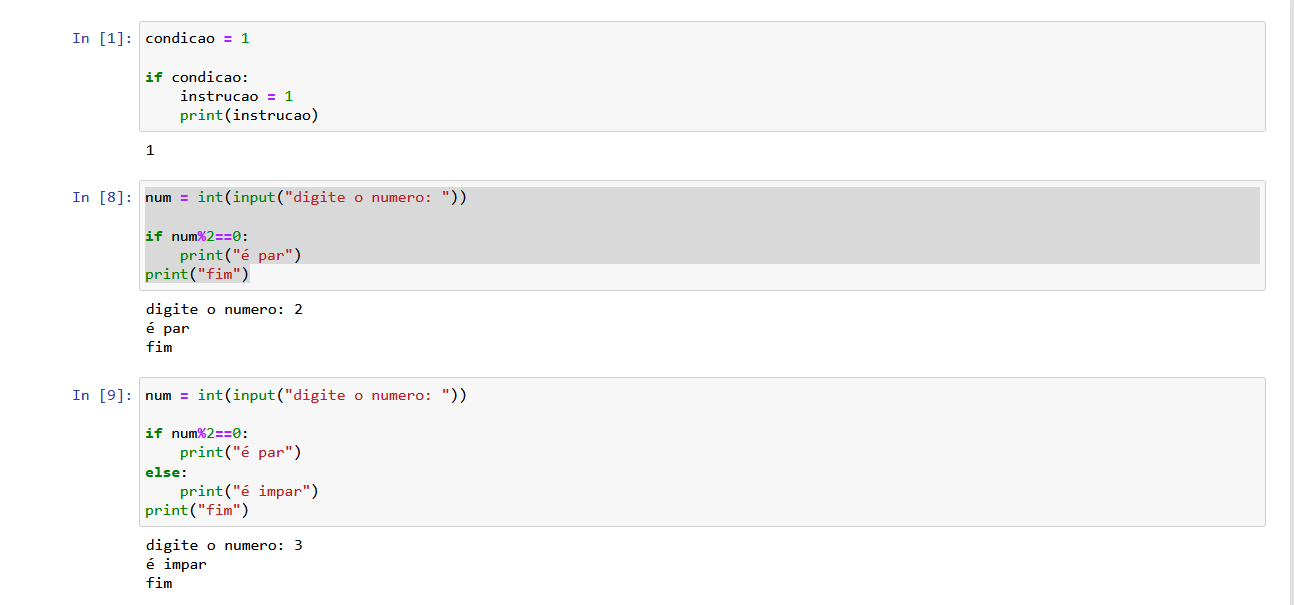 In [1]: condicao = 1
if condicao:
    instrucao = 1
    print(instrucao)
1
In [8]: num = int(input("digite o numero: "))
if num%2==0:
    print("é par")
print("fim")
digite o numero: 2
é par
fim
In [9]: num = int(input("digite o numero: "))
if num%2==0:
    print("é par")
else:
    print("é impar")
print("fim")
digite o numero: 3
é impar
fim